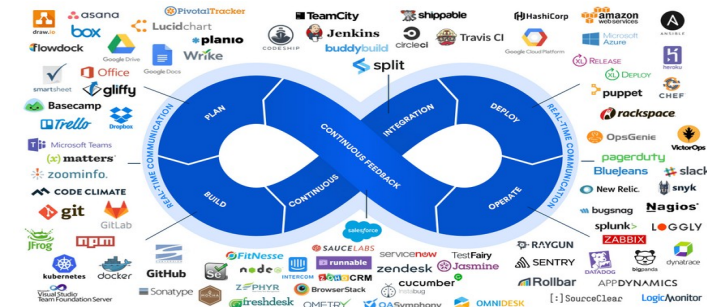 PivotalTracker
asana
draw.io
box
Lucidchart
flowdock
planio
Google Drive
Google Docs
Wrike
smartsheet
Office
gliffy
Basecamp
Trello
Dropbox
Microsoft Teams
(x) matters
zoominfo.
CODE CLIMATE
git
GitLab
JFrog
npm
kubernetes
docker
Visual Studio
Team Foundation Server
TeamCity
shippable
CODESHIP
Jenkins
circleci
Travis CI
buddybuild
split
HashiCorp
amazon
webservices
ANSIBLE
Google Cloud Platform
Microsoft
Azure
heroku
XL RELEASE
XL DEPLOY
puppet
CHEF
rackspace
OpsGenie
VictorOps
pagerduty
BlueJeans
slack
New Relic.
snyk
bugsnag
Nagios
splunk>
LOGGLY
ZABBIX
DATADOG
bigpanda
dynatrace
APPDYNAMICS
[:]SourceClear
LogicMonitor
REAL-TIME COMMUNICATION
PLAN
BUILD
CONTINUOUS
INTEGRATION
CONTINUOUS FEEDBACK
DEPLOY
OPERATE
REAL-TIME COMMUNICATION
salesforce
SAUCELABS
FitNesse
runnable
servicenow
TestFairy
GitHub
Se
node
INTERCOM
CRM
zendesk
Jasmine
Sonatype
ZEPHYR
BrowserStack
cucumber
freshdesk
QASymphony
OMNIDESK
RAYGUN
SENTRY
Rollbar